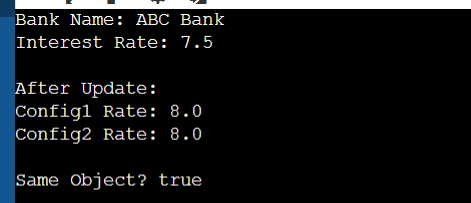 Bank Name: ABC Bank
Interest Rate: 7.5
After Update:
Config1 Rate: 8.0
Config2 Rate: 8.0
Same Object? true